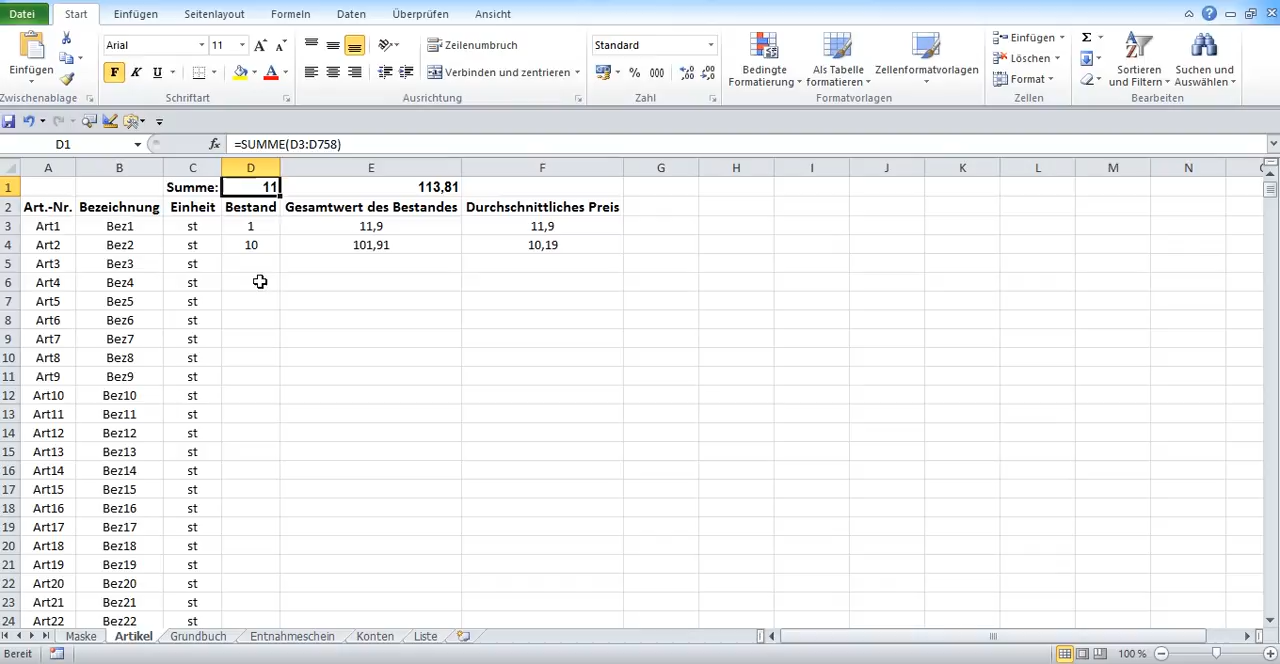 Datei Start Einfügen Seitenlayout Formeln Daten Überprüfen Ansicht
Arial 11 Zeilenumbruch Standard Einfügen Σ
Einfügen F K U Verbinden und zentrieren % 000 Bedingte Formatierung Als Tabelle formatieren Zellenformatvorlagen Löschen Format Sortieren und Filtern Suchen und Auswählen
Zwischenablage Schriftart Ausrichtung Zahl Formatvorlagen Zellen Bearbeiten
D1 fx =SUMME(D3:D758)
A B C D E F G H I J K L M N
1 Summe: 11 113,81
2 Art.-Nr. Bezeichnung Einheit Bestand Gesamtwert des Bestandes Durchschnittliches Preis
3 Art1 Bez1 st 1 11,9 11,9
4 Art2 Bez2 st 10 101,91 10,19
5 Art3 Bez3 st
6 Art4 Bez4 st
7 Art5 Bez5 st
8 Art6 Bez6 st
9 Art7 Bez7 st
10 Art8 Bez8 st
11 Art9 Bez9 st
12 Art10 Bez10 st
13 Art11 Bez11 st
14 Art12 Bez12 st
15 Art13 Bez13 st
16 Art14 Bez14 st
17 Art15 Bez15 st
18 Art16 Bez16 st
19 Art17 Bez17 st
20 Art18 Bez18 st
21 Art19 Bez19 st
22 Art20 Bez20 st
23 Art21 Bez21 st
24 Art22 Bez22 st
Maske Artikel Grundbuch Entnahmeschein Konten Liste
Bereit 100 %